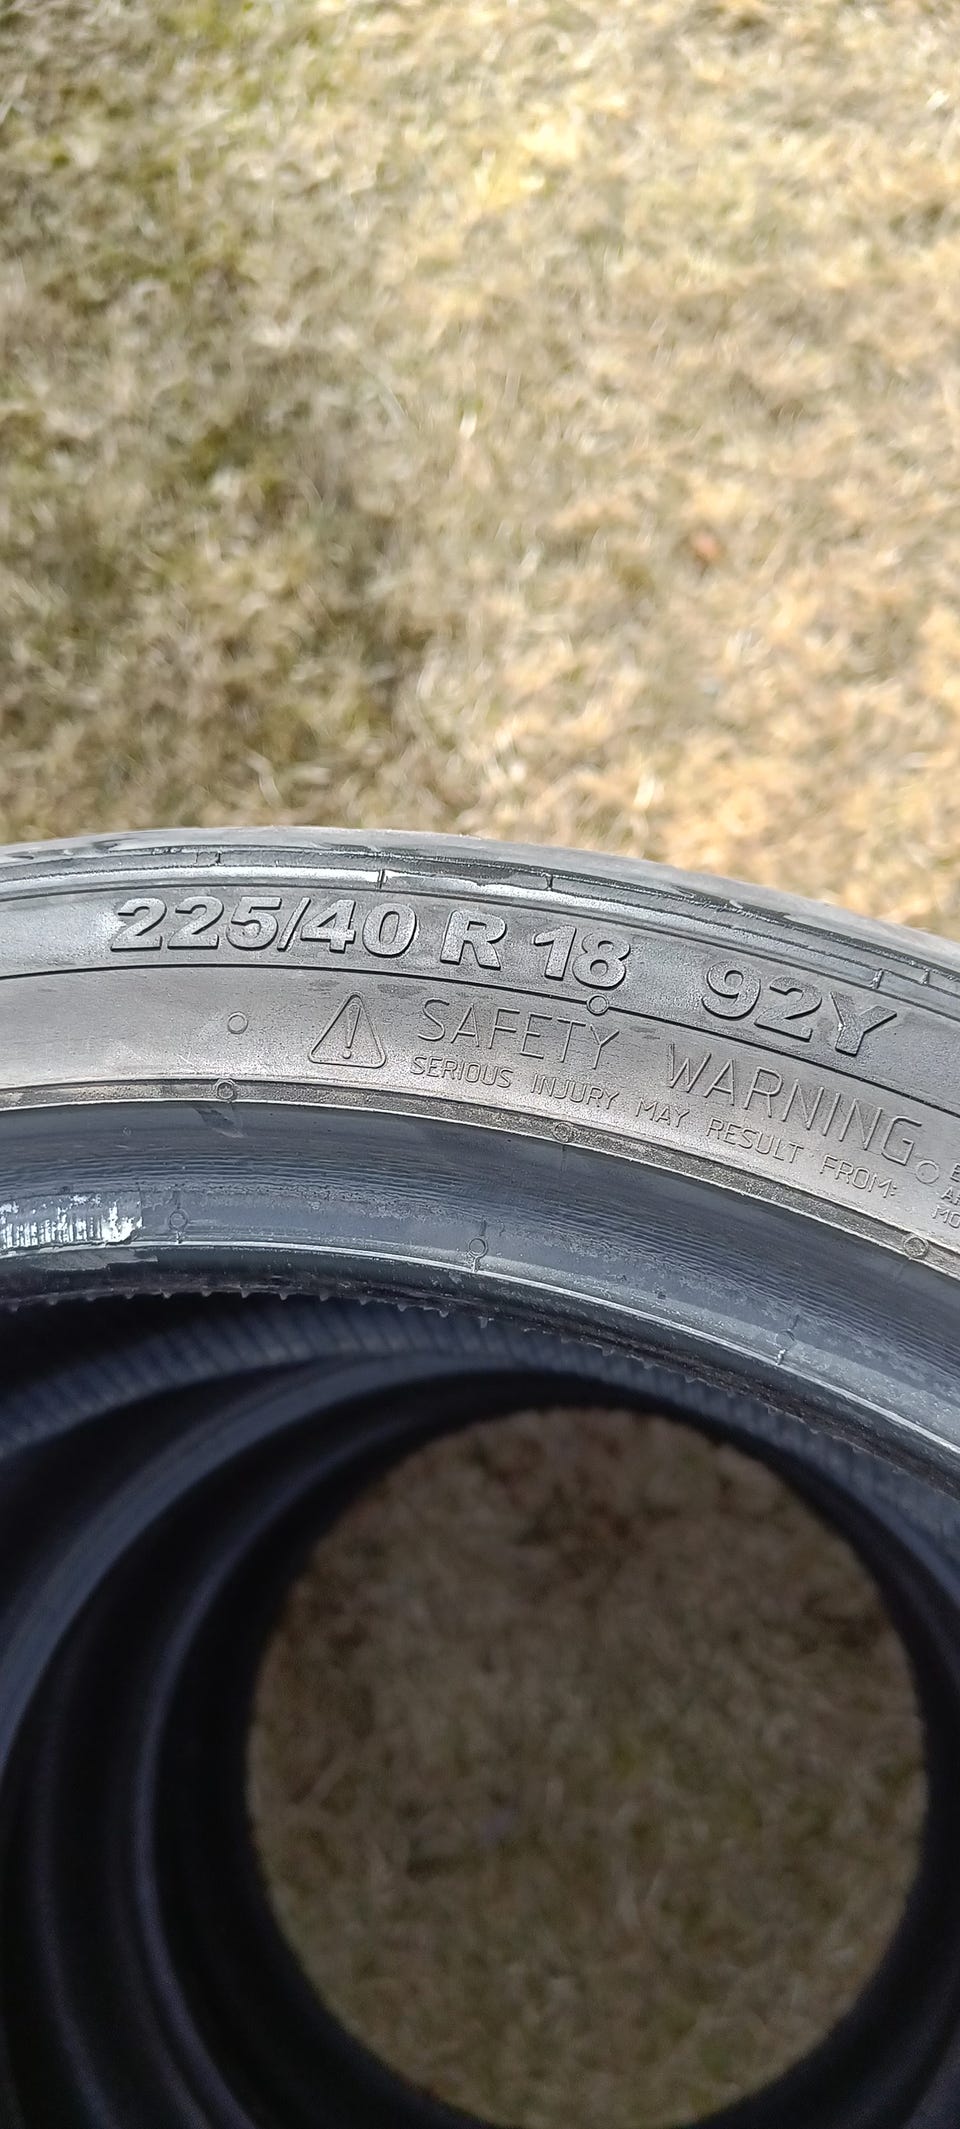 225/40 R 18 92Y
SAFETY WARNING
SERIOUS INJURY MAY RESULT FROM: